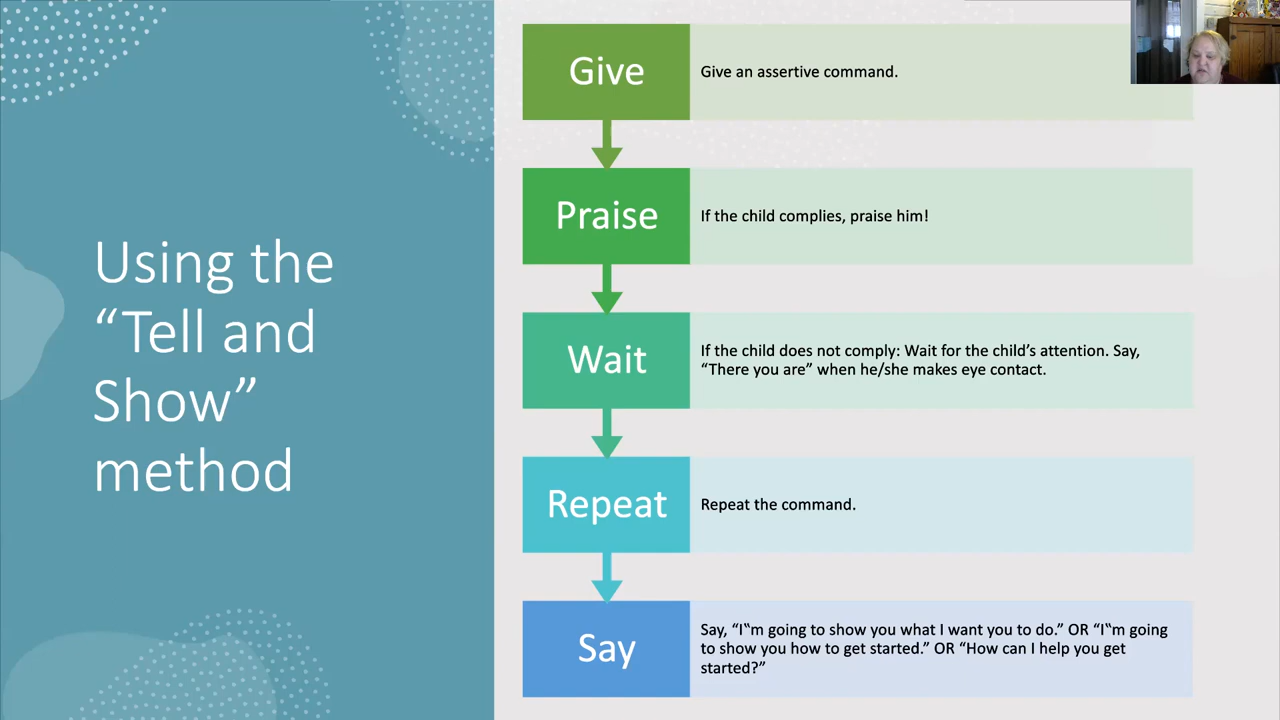 Using the
“Tell and
Show”
method
Give
Give an assertive command.
Praise
If the child complies, praise him!
Wait
If the child does not comply: Wait for the child’s attention. Say,
“There you are” when he/she makes eye contact.
Repeat
Repeat the command.
Say
Say, “I‟m going to show you what I want you to do.” OR “I‟m going
to show you how to get started.” OR “How can I help you get
started?”